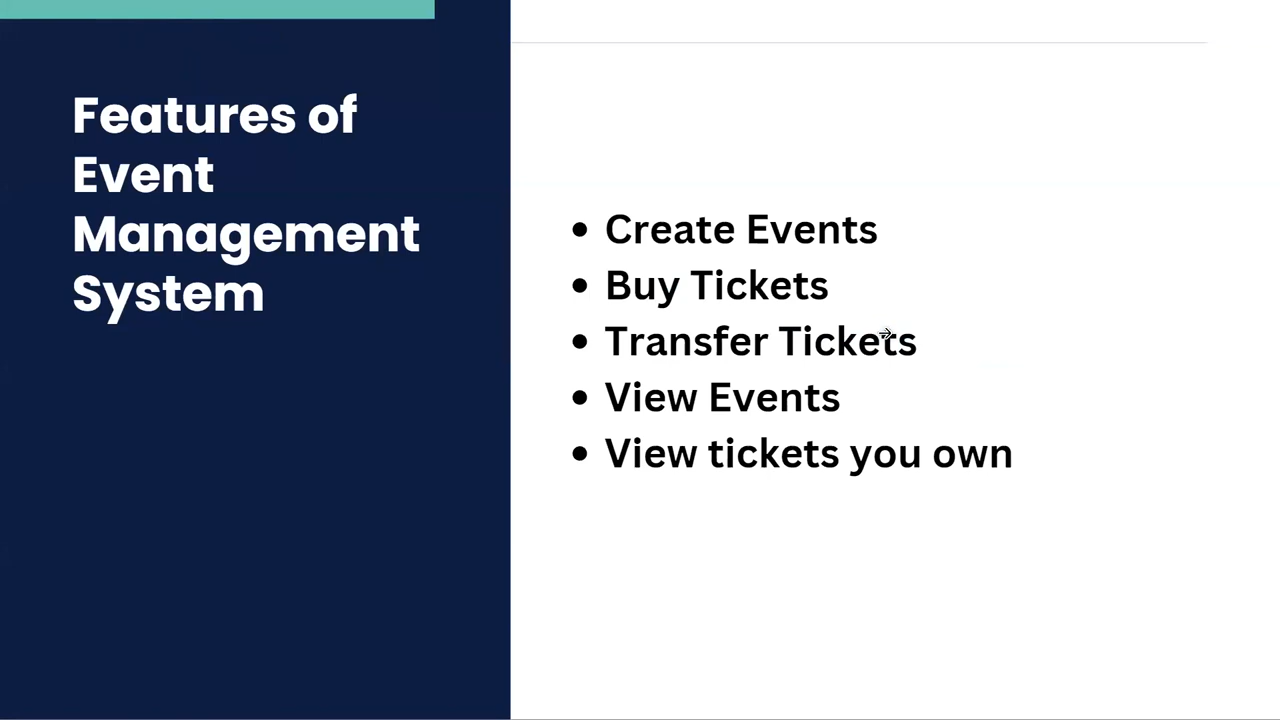 Features of
Event
Management
System
• Create Events
• Buy Tickets
• Transfer Tickets
• View Events
• View tickets you own